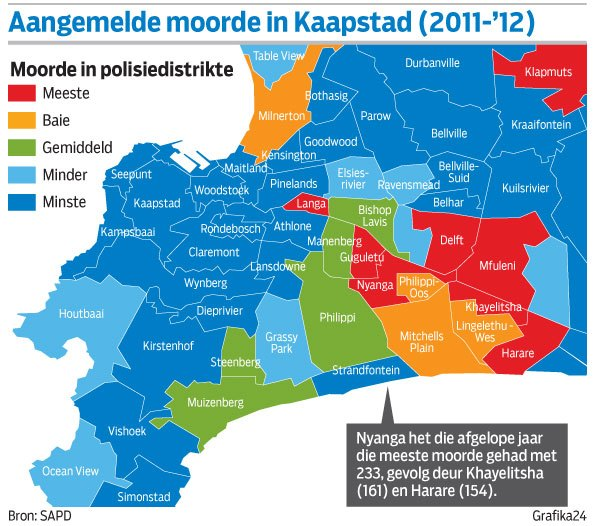 Aangemelde moorde in Kaapstad (2011-'12)
Moorde in polisiedistrikte
Meeste
Baie
Gemiddeld
Minder
Minste
Table View
Durbanville
Klapmuts
Bothasig
Milnerton
Parow
Kraaifontein
Goodwood
Bellville
Kensington
Maitland
Seepunt
Pinelands
Elsies-
rivier
Ravensmead
Bellville-
Suid
Kuilsrivier
Woodstoek
Kaapstad
Langa
Bishop
Lavis
Belhar
Kampsbaai
Rondebosch
Athlone
Manenberg
Delft
Claremont
Guguletu
Lansdowne
Mfuleni
Wynberg
Nyanga
Philippi-
Oos
Houtbaai
Dieprivier
Philippi
Khayelitsha
Kirstenhof
Grassy
Park
Mitchells
Plain
Lingelethu-
Wes
Harare
Steenberg
Strandfontein
Muizenberg
Vishoek
Ocean View
Simonstad
Nyanga het die afgelope jaar
die meeste moorde gehad met
233, gevolg deur Khayelitsha
(161) en Harare (154).
Bron: SAPD
Grafika24